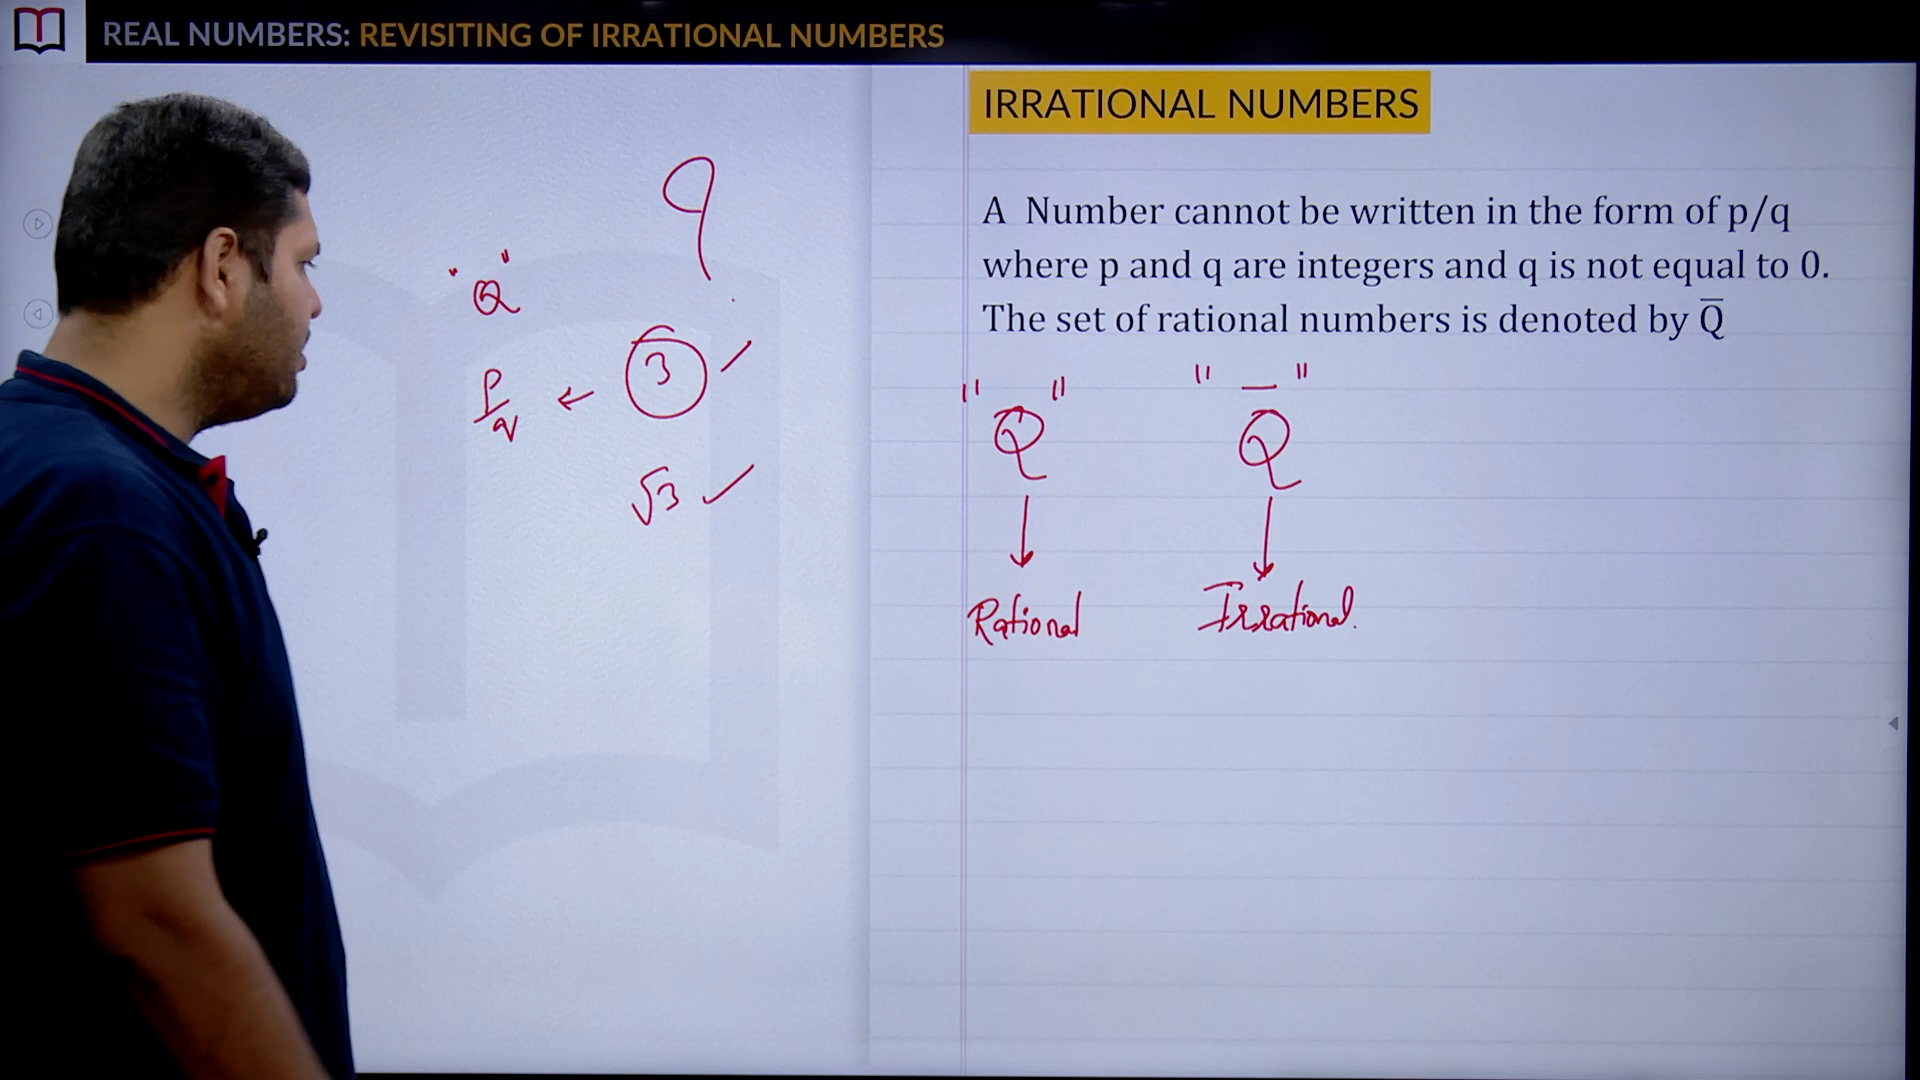 REAL NUMBERS: REVISITING OF IRRATIONAL NUMBERS
IRRATIONAL NUMBERS
A Number cannot be written in the form of p/q
where p and q are integers and q is not equal to 0.
The set of rational numbers is denoted by Q̅
9
"Q"
p/q ← 3 ✓
√3 ✓
"Q" "Q̅"
↓ ↓
Rational Irrational.